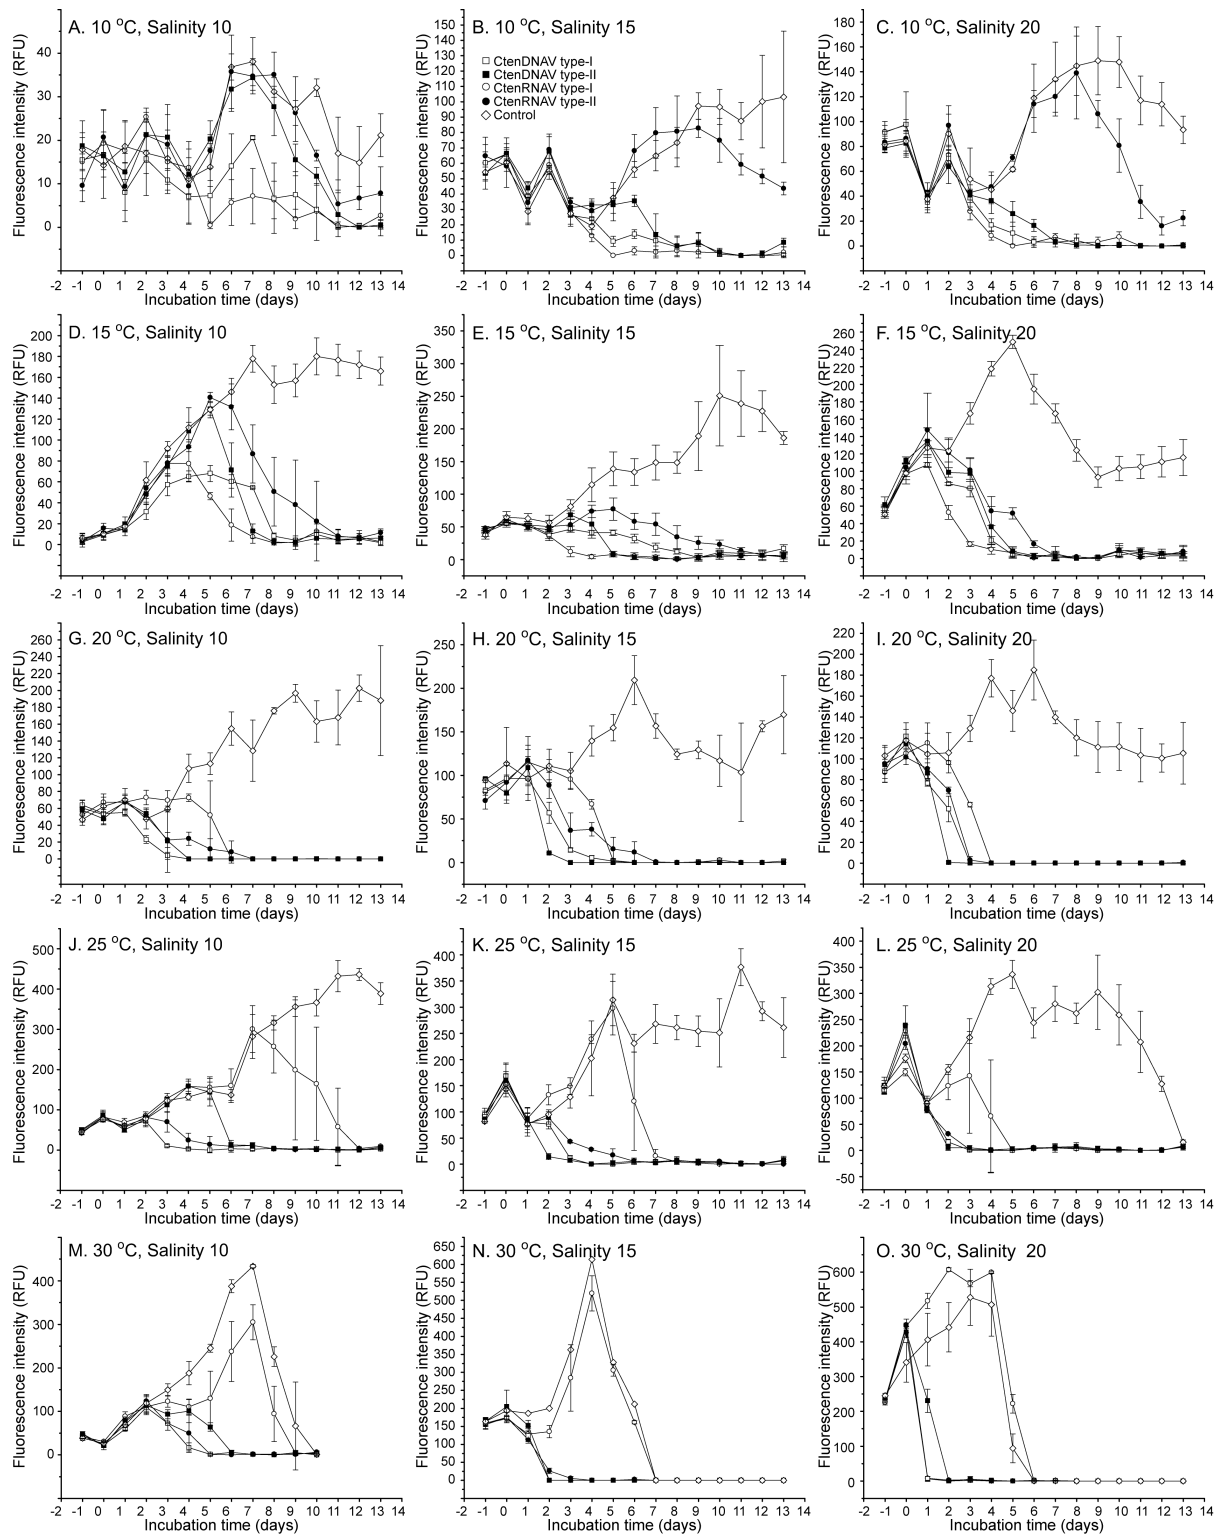 A. 10 °C, Salinity 10
Fluorescence intensity (RFU)
40
30
20
10
0
-2 -1 0 1 2 3 4 5 6 7 8 9 10 11 12 13 14
Incubation time (days)
B. 10 °C, Salinity 15
CtenDNAV type-I
CtenDNAV type-II
CtenRNAV type-I
CtenRNAV type-II
Control
Fluorescence intensity (RFU)
150
140
130
120
110
100
90
80
70
60
50
40
30
20
10
0
-2 -1 0 1 2 3 4 5 6 7 8 9 10 11 12 13 14
Incubation time (days)
C. 10 °C, Salinity 20
Fluorescence intensity (RFU)
180
160
140
120
100
80
60
40
20
0
-2 -1 0 1 2 3 4 5 6 7 8 9 10 11 12 13 14
Incubation time (days)
D. 15 °C, Salinity 10
Fluorescence intensity (RFU)
200
180
160
140
120
100
80
60
40
20
0
-2 -1 0 1 2 3 4 5 6 7 8 9 10 11 12 13 14
Incubation time (days)
E. 15 °C, Salinity 15
Fluorescence intensity (RFU)
350
300
250
200
150
100
50
0
-2 -1 0 1 2 3 4 5 6 7 8 9 10 11 12 13 14
Incubation time (days)
F. 15 °C, Salinity 20
Fluorescence intensity (RFU)
260
240
220
200
180
160
140
120
100
80
60
40
20
0
-2 -1 0 1 2 3 4 5 6 7 8 9 10 11 12 13 14
Incubation time (days)
G. 20 °C, Salinity 10
Fluorescence intensity (RFU)
260
240
220
200
180
160
140
120
100
80
60
40
20
0
-2 -1 0 1 2 3 4 5 6 7 8 9 10 11 12 13 14
Incubation time (days)
H. 20 °C, Salinity 15
Fluorescence intensity (RFU)
250
200
150
100
50
0
-2 -1 0 1 2 3 4 5 6 7 8 9 10 11 12 13 14
Incubation time (days)
I. 20 °C, Salinity 20
Fluorescence intensity (RFU)
220
200
180
160
140
120
100
80
60
40
20
0
-2 -1 0 1 2 3 4 5 6 7 8 9 10 11 12 13 14
Incubation time (days)
J. 25 °C, Salinity 10
Fluorescence intensity (RFU)
500
400
300
200
100
0
-2 -1 0 1 2 3 4 5 6 7 8 9 10 11 12 13 14
Incubation time (days)
K. 25 °C, Salinity 15
Fluorescence intensity (RFU)
400
350
300
250
200
150
100
50
0
-2 -1 0 1 2 3 4 5 6 7 8 9 10 11 12 13 14
Incubation time (days)
L. 25 °C, Salinity 20
Fluorescence intensity (RFU)
400
350
300
250
200
150
100
50
0
-50
-2 -1 0 1 2 3 4 5 6 7 8 9 10 11 12 13 14
Incubation time (days)
M. 30 °C, Salinity 10
Fluorescence intensity (RFU)
400
300
200
100
0
-2 -1 0 1 2 3 4 5 6 7 8 9 10 11 12 13 14
Incubation time (days)
N. 30 °C, Salinity 15
Fluorescence intensity (RFU)
650
600
550
500
450
400
350
300
250
200
150
100
50
0
-2 -1 0 1 2 3 4 5 6 7 8 9 10 11 12 13 14
Incubation time (days)
O. 30 °C, Salinity 20
Fluorescence intensity (RFU)
600
500
400
300
200
100
0
-2 -1 0 1 2 3 4 5 6 7 8 9 10 11 12 13 14
Incubation time (days)